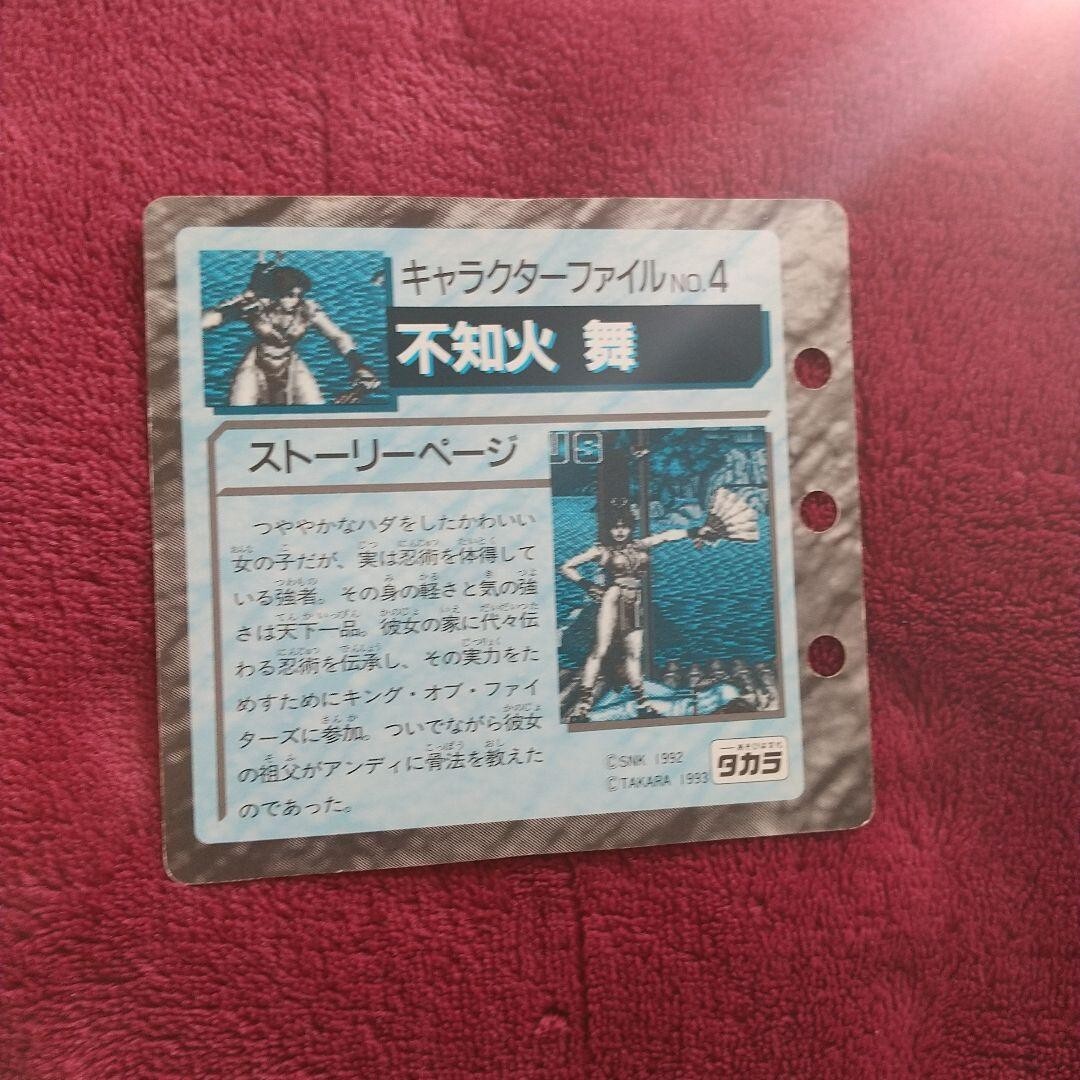 キャラクターファイルNO.4
不知火 舞
ストーリーページ
つややかなハダをしたかわいい
女の子だが、実は忍術を体得して
いる強者。その身の軽さと気の強
さは天下一品。彼女の家に代々伝
わる忍術を伝承し、その実力をた
めすためにキング・オブ・ファイ
ターズに参加。ついでながら彼女
の祖父がアンディに骨法を教えた
のであった。
©SNK 1992
©TAKARA 1993
タカラ